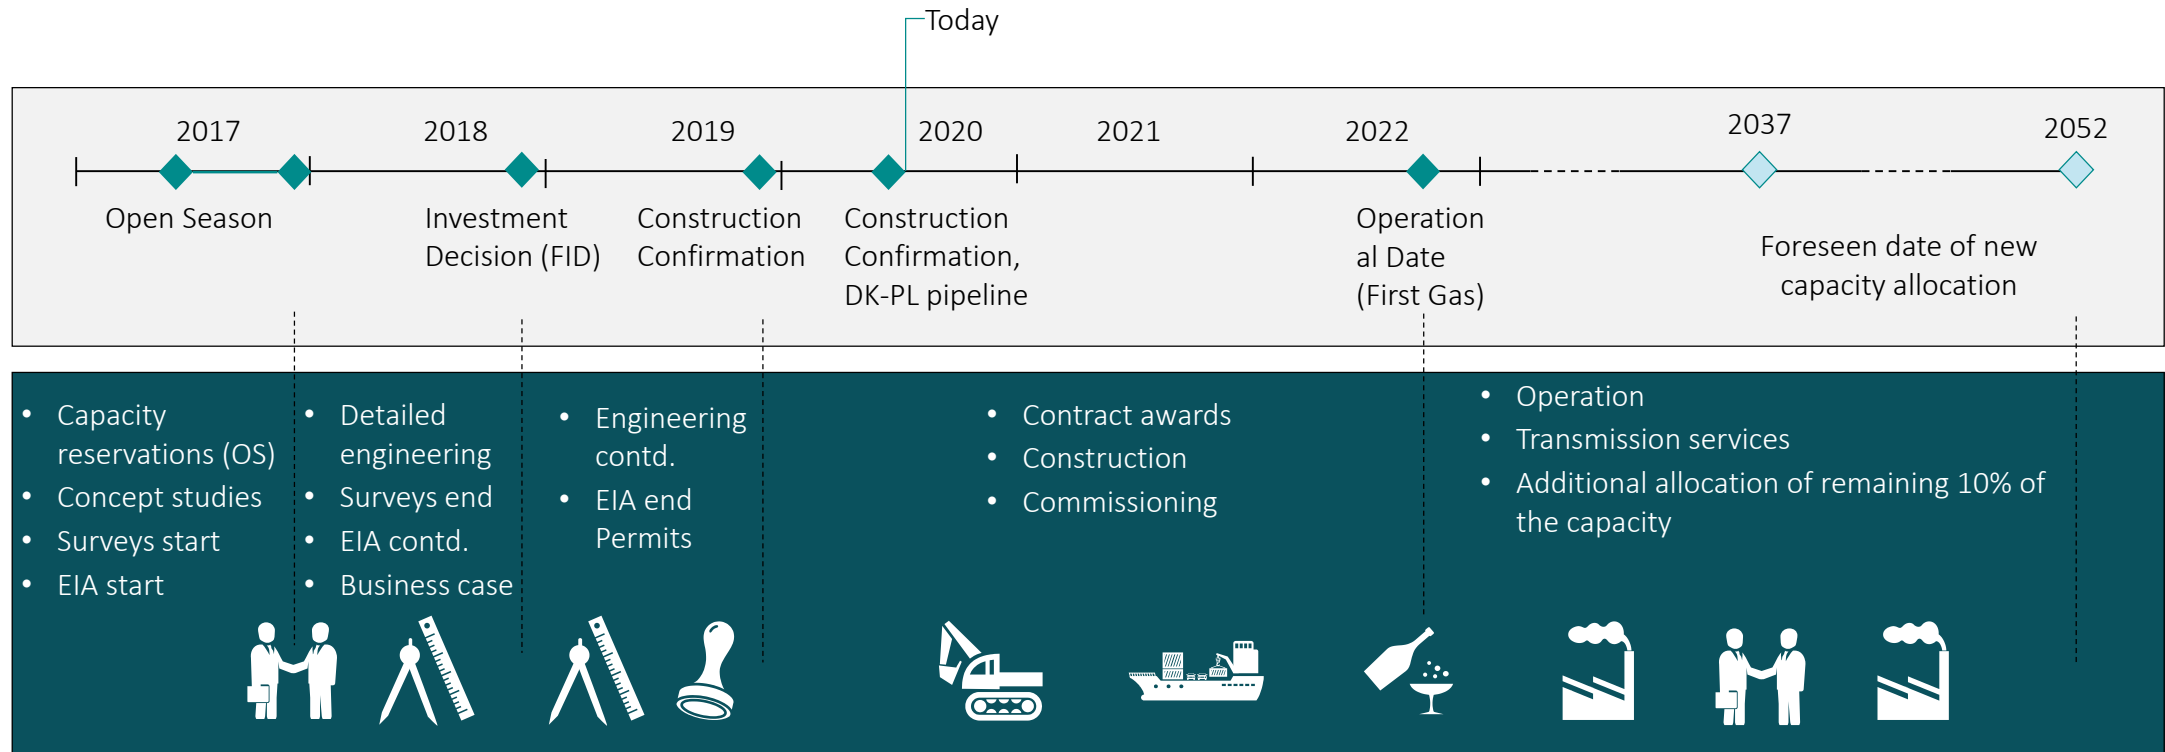 Today
2017
2018
2019
2020
2021
2022
2037
2052
Open Season
Investment
Decision (FID)
Construction
Confirmation
Construction
Confirmation,
DK-PL pipeline
Operation
al Date
(First Gas)
Foreseen date of new
capacity allocation
• Capacity
reservations (OS)
• Concept studies
• Surveys start
• EIA start
• Detailed
engineering
• Surveys end
• EIA contd.
• Business case
• Engineering
contd.
• EIA end
Permits
• Contract awards
• Construction
• Commissioning
• Operation
• Transmission services
• Additional allocation of remaining 10% of
the capacity